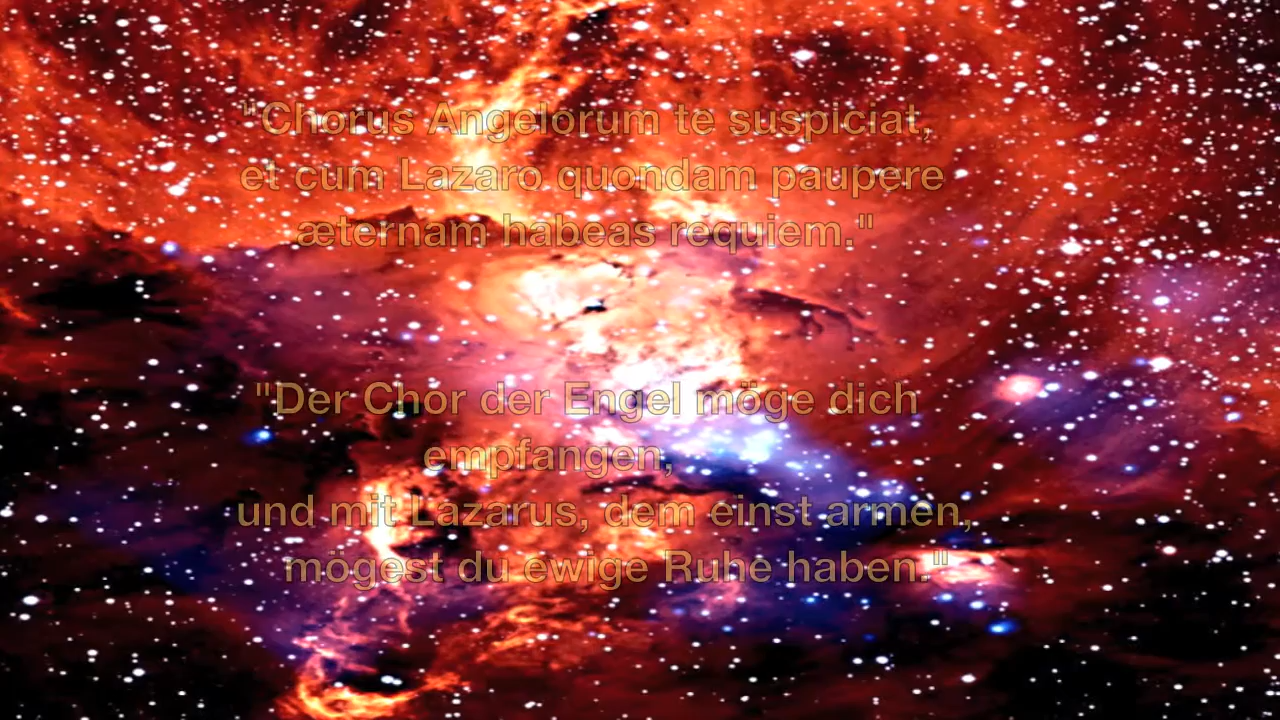 "Chorus Angelorum te suspiciat,
et cum Lazaro quondam paupere
æternam habeas requiem."
"Der Chor der Engel möge dich
empfangen,
und mit Lazarus, dem einst armen,
mögest du ewige Ruhe haben."